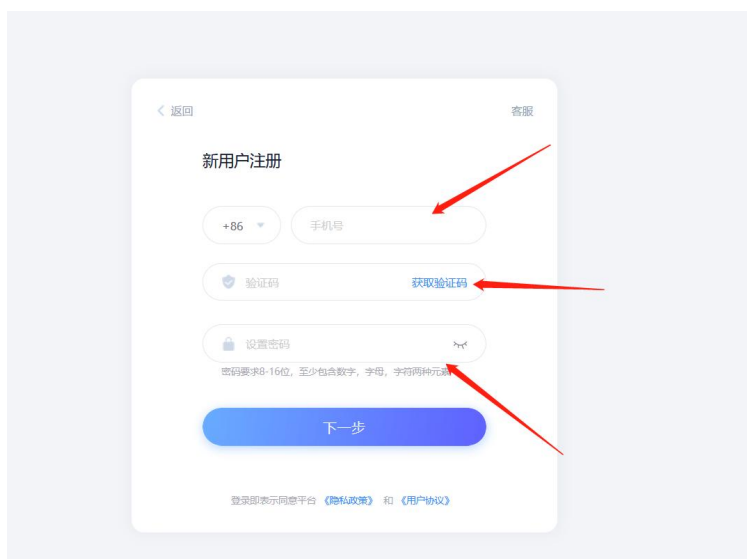 返回
客服
新用户注册
+86
手机号
验证码
获取验证码
设置密码
密码要求8-16位，至少包含数字，字母，字符两种元素
下一步
登录即表示同意平台 《隐私政策》 和 《用户协议》